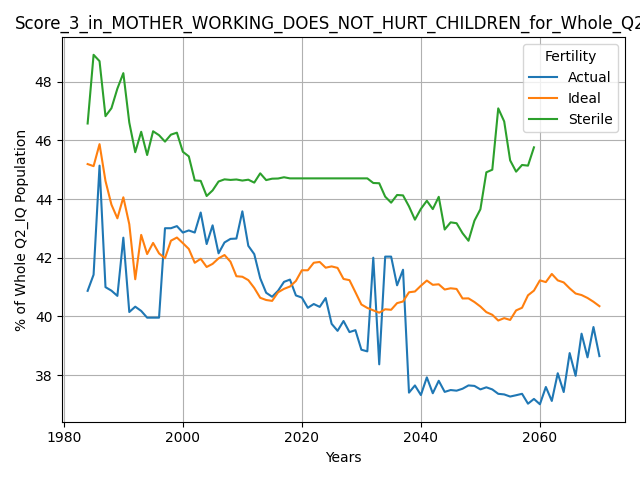 Score_3_in_MOTHER_WORKING_DOES_NOT_HURT_CHILDREN_for_Whole_Q2
Fertility
Actual
Ideal
Sterile
% of Whole Q2_IQ Population
48
46
44
42
40
38
1980
2000
2020
2040
2060
Years